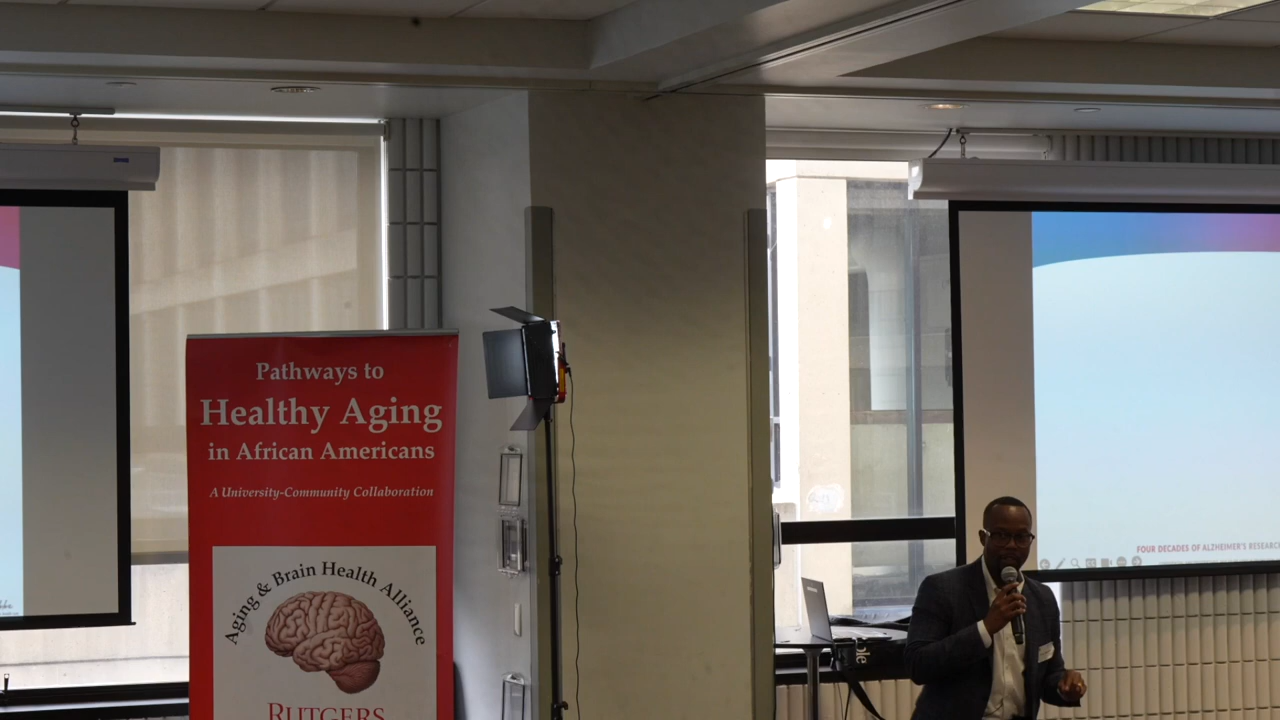 Pathways to
Healthy Aging
in African Americans
A University-Community Collaboration
Aging & Brain Health Alliance
RUTGERS
FOUR DECADES OF ALZHEIMER'S RESEARCH